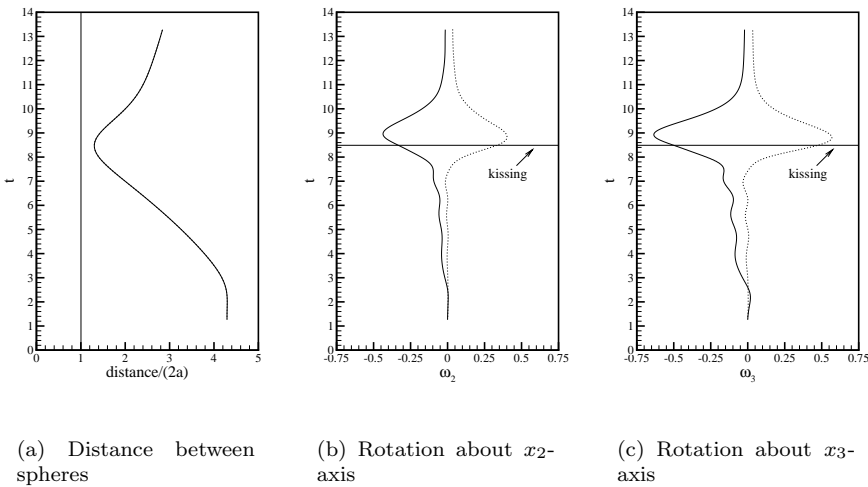 14
13
12
11
10
9
8
7
6
5
4
3
2
1
0
t
0 1 2 3 4 5
distance/(2a)
14
13
12
11
10
9
8
7
6
5
4
3
2
1
0
t
kissing
-0.75 -0.5 -0.25 0 0.25 0.5 0.75
ω2
14
13
12
11
10
9
8
7
6
5
4
3
2
1
0
t
kissing
-0.75 -0.5 -0.25 0 0.25 0.5 0.75
ω3
(a) Distance between
spheres
(b) Rotation about x2-
axis
(c) Rotation about x3-
axis